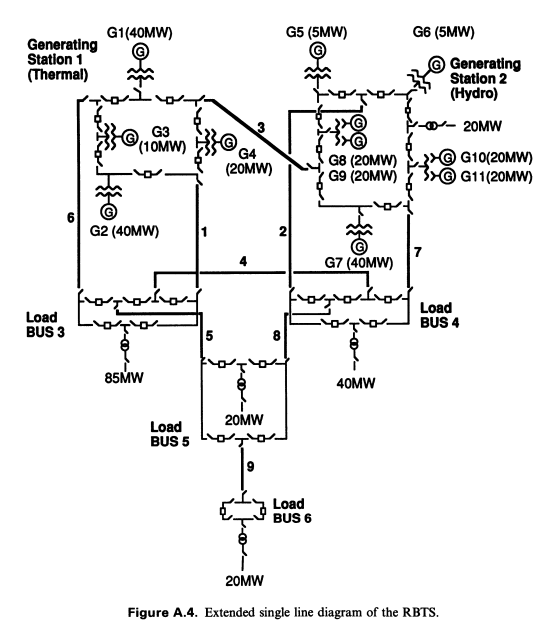 G1(40MW)
G5 (5MW)
G6 (5MW)
Generating
Station 1
(Thermal)
G
G
G
Generating
Station 2
(Hydro)
G
G3
(10MW)
G
G4
(20MW)
3
G
G
G8 (20MW)
G9 (20MW)
20MW
G
G10(20MW)
G
G11(20MW)
G
G2 (40MW)
6
1
2
G
G7 (40MW)
7
4
Load
BUS 3
Load
BUS 4
5
8
85MW
40MW
20MW
Load
BUS 5
9
Load
BUS 6
20MW
Figure A.4. Extended single line diagram of the RBTS.